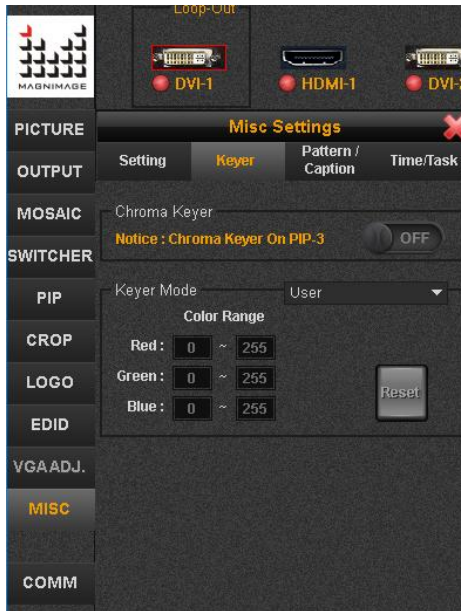 Loop-Out
MAGNIMAGE
DVI-1
HDMI-1
DVI-
PICTURE
OUTPUT
MOSAIC
SWITCHER
PIP
CROP
LOGO
EDID
VGA ADJ.
MISC
COMM
Misc Settings
Setting
Keyer
Pattern /
Caption
Time/Task
Chroma Keyer
Notice : Chroma Keyer On PIP-3
OFF
Keyer Mode
User
Color Range
Red : 0 ~ 255
Green : 0 ~ 255
Blue : 0 ~ 255
Reset